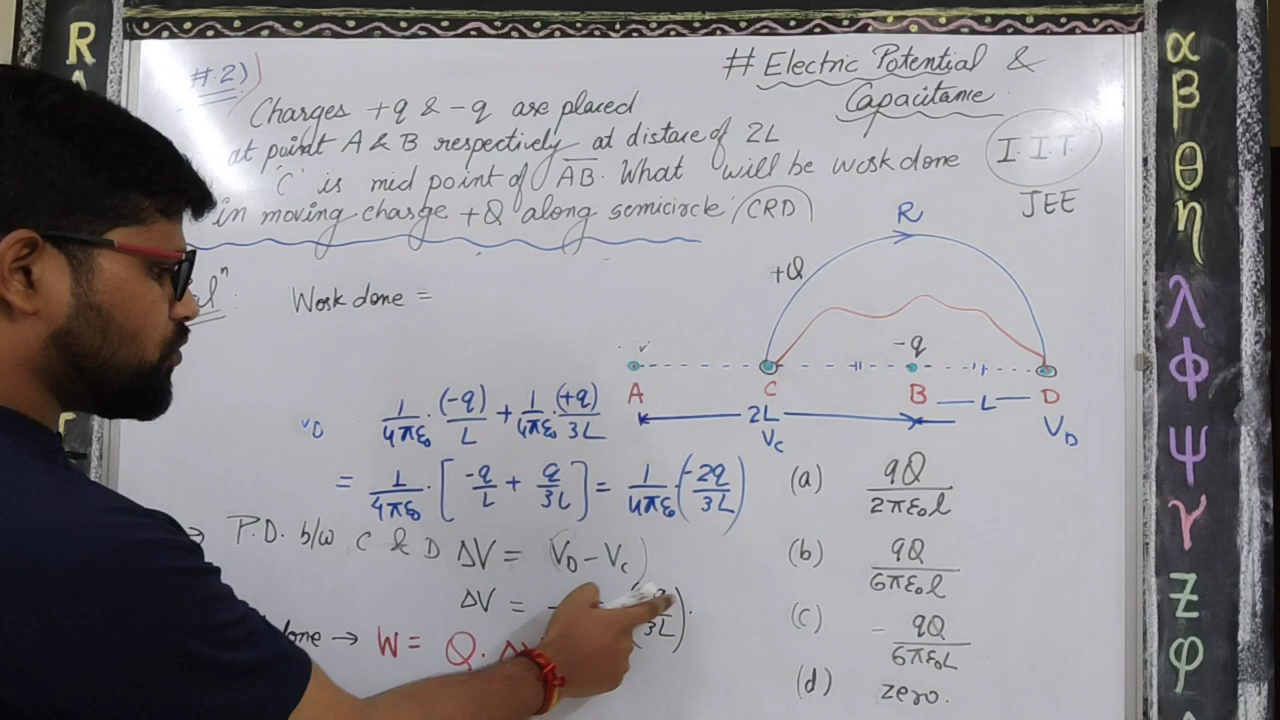 R
#.2)
# Electric Potential &
Capacitance
Charges +q & -q are placed
at point A & B respectively at distace of 2L
'C' is mid point of AB. What will be work done
in moving charge +Q along semicircle (CRD)
I.I.T.
JEE
Work done =
R
+Q
-q
A
C
B
L
D
2L
V_C
V_D
V_D 1/4πε₀ · (-q)/L + 1/4πε₀ · (+q)/3L
= 1/4πε₀ · [-q/L + q/3L] = 1/4πε₀ (-2q/3L)
→ P.D. b/w C & D ΔV = (V_D - V_C)
ΔV =
3L
→ W = Q.
(a) qQ/2πε₀l
(b) qQ/6πε₀l
(c) - qQ/6πε₀L
(d) zero.
α
β
θ
η
λ
φ
ψ
γ
Z
φ